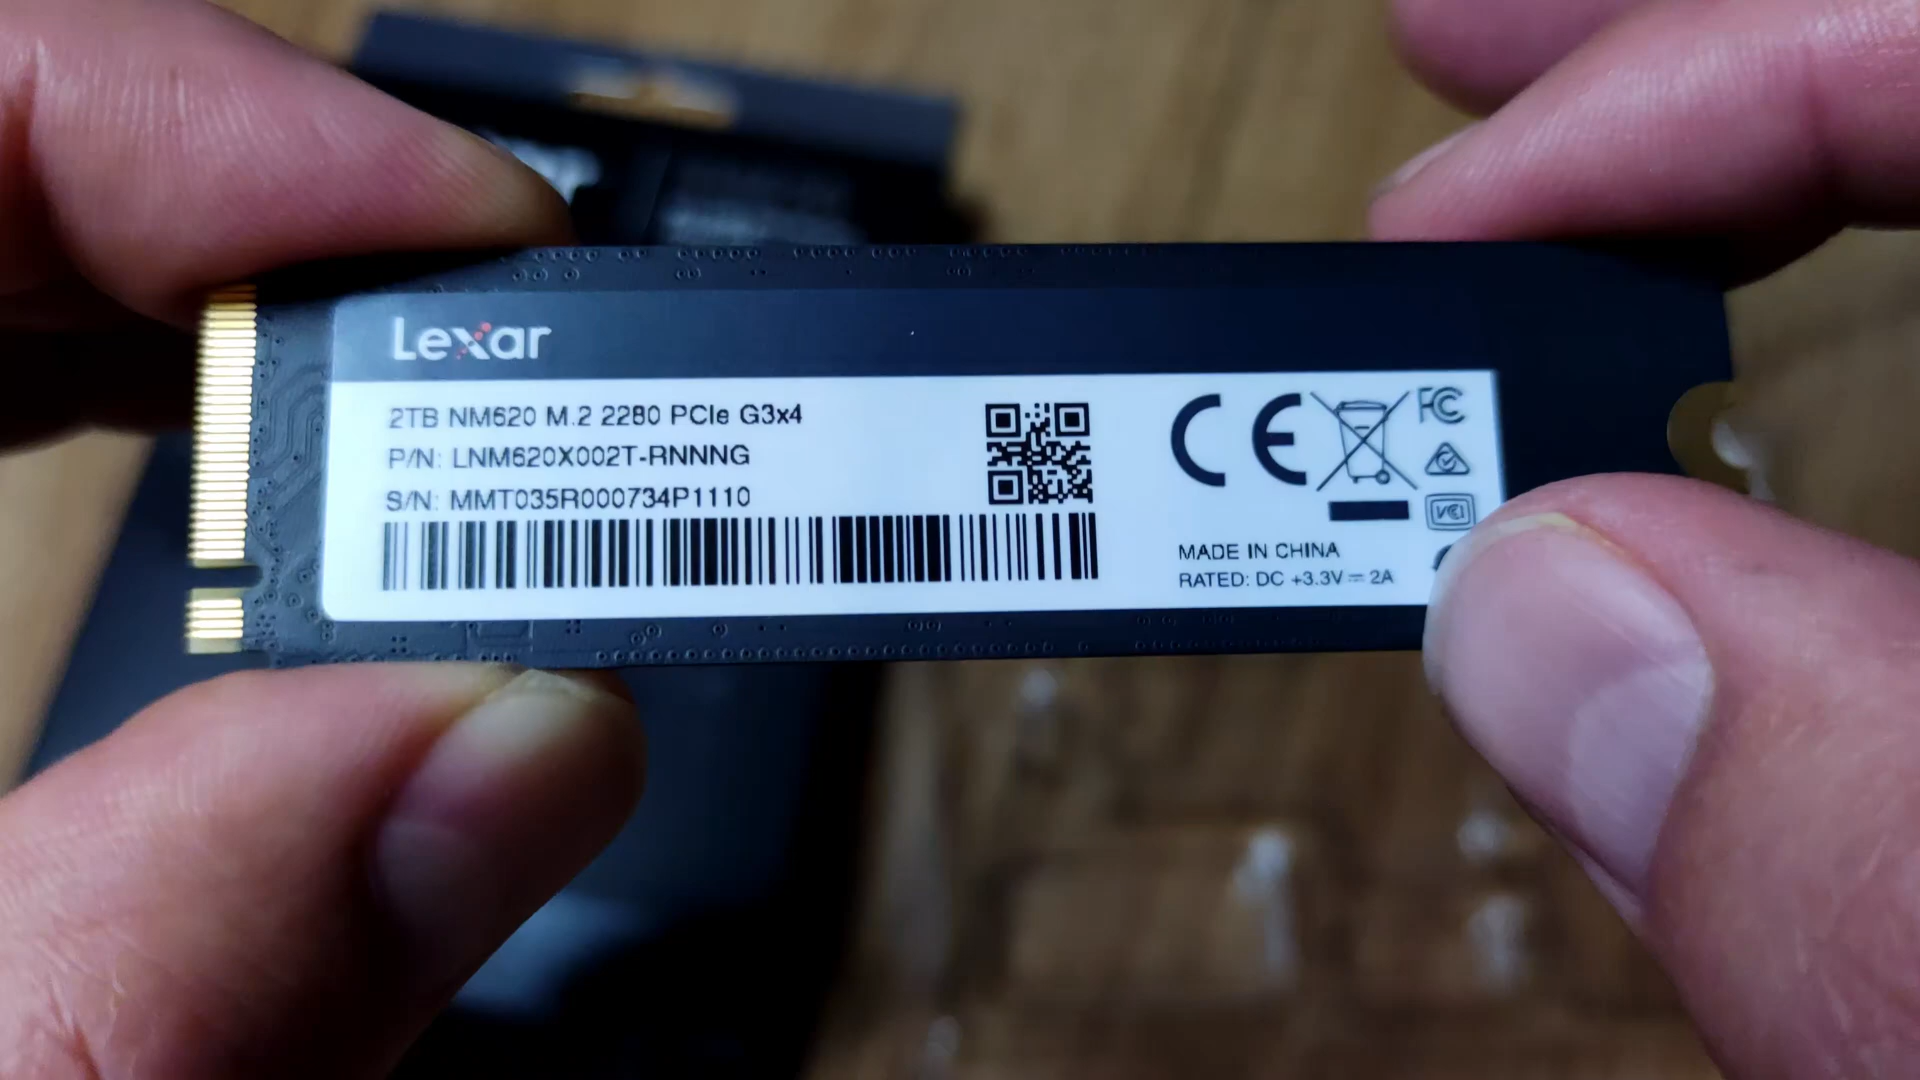 Lexar
2TB NM620 M.2 2280 PCIe G3x4
P/N: LNM620X002T-RNNNG
S/N: MMT035R000734P1110
CE
FC
VCI
MADE IN CHINA
RATED: DC +3.3V ⎓ 2A